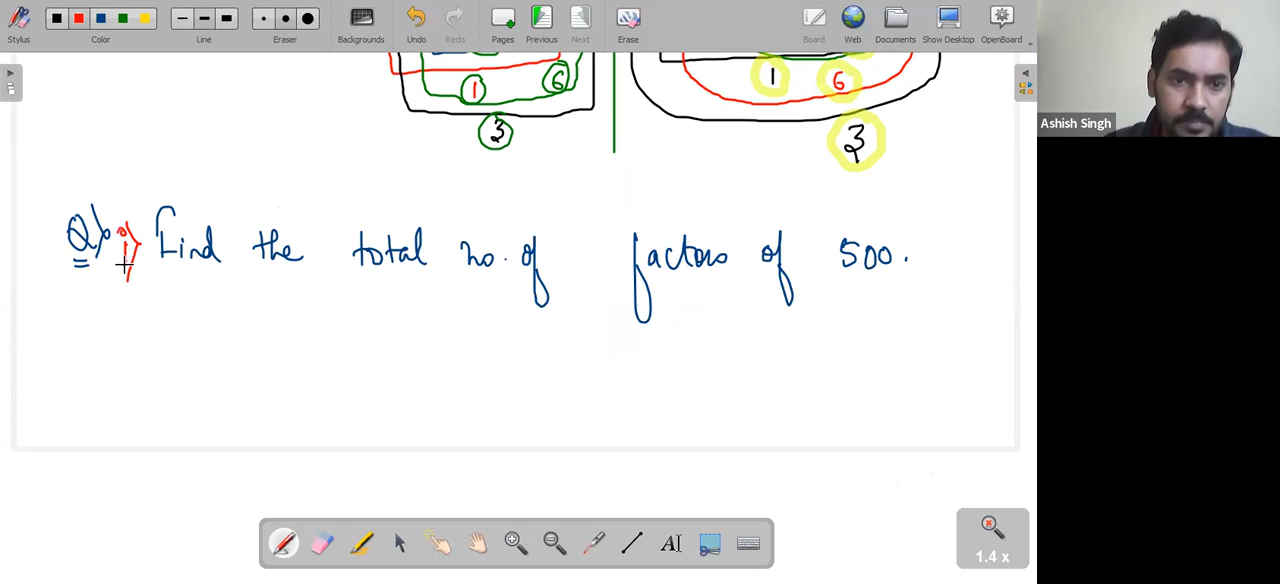 Stylus Color Line Eraser Backgrounds Undo Redo Pages Previous Next Erase Board Web Documents Show Desktop OpenBoard
1 6 1 6
3 3
Ashish Singh
Q) i) Find the total no. of factors of 500.
1.4 x